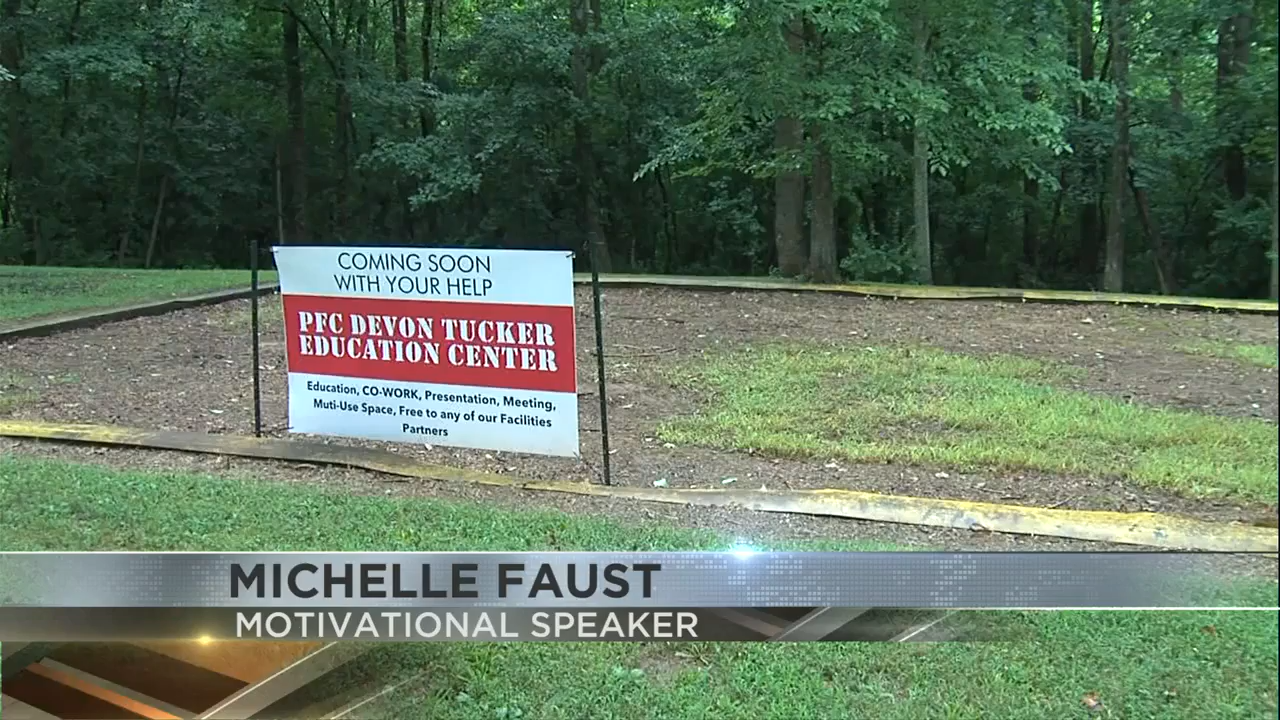 COMING SOON
WITH YOUR HELP
PFC DEVON TUCKER
EDUCATION CENTER
Education, CO-WORK, Presentation, Meeting,
Muti-Use Space, Free to any of our Facilities
Partners
MICHELLE FAUST
MOTIVATIONAL SPEAKER